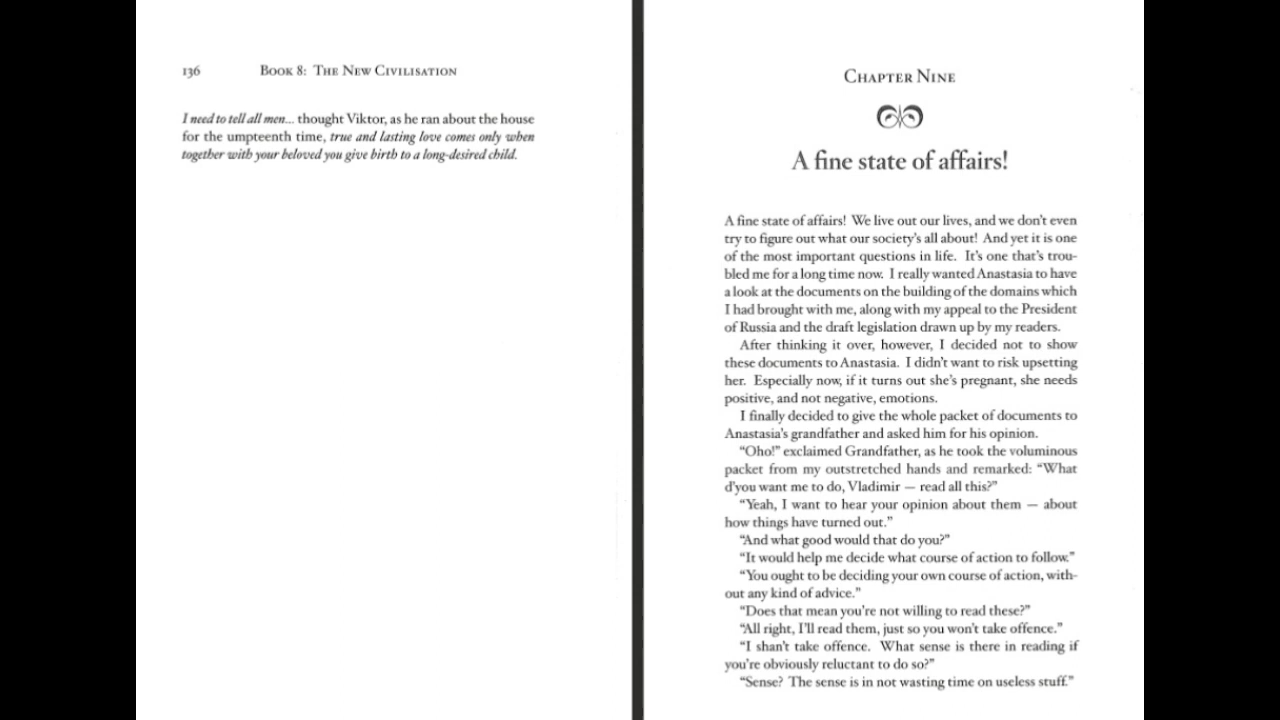 136 Book 8: The New Civilisation
I need to tell all men... thought Viktor, as he ran about the house
for the umpteenth time, true and lasting love comes only when
together with your beloved you give birth to a long-desired child.
Chapter Nine
A fine state of affairs!
A fine state of affairs! We live out our lives, and we don't even
try to figure out what our society's all about! And yet it is one
of the most important questions in life. It's one that's trou-
bled me for a long time now. I really wanted Anastasia to have
a look at the documents on the building of the domains which
I had brought with me, along with my appeal to the President
of Russia and the draft legislation drawn up by my readers.
After thinking it over, however, I decided not to show
these documents to Anastasia. I didn't want to risk upsetting
her. Especially now, if it turns out she's pregnant, she needs
positive, and not negative, emotions.
I finally decided to give the whole packet of documents to
Anastasia's grandfather and asked him for his opinion.
“Oho!” exclaimed Grandfather, as he took the voluminous
packet from my outstretched hands and remarked: “What
d'you want me to do, Vladimir — read all this?”
“Yeah, I want to hear your opinion about them — about
how things have turned out.”
“And what good would that do you?”
“It would help me decide what course of action to follow.”
“You ought to be deciding your own course of action, with-
out any kind of advice.”
“Does that mean you're not willing to read these?”
“All right, I'll read them, just so you won't take offence.”
“I shan't take offence. What sense is there in reading if
you're obviously reluctant to do so?”
“Sense? The sense is in not wasting time on useless stuff.”